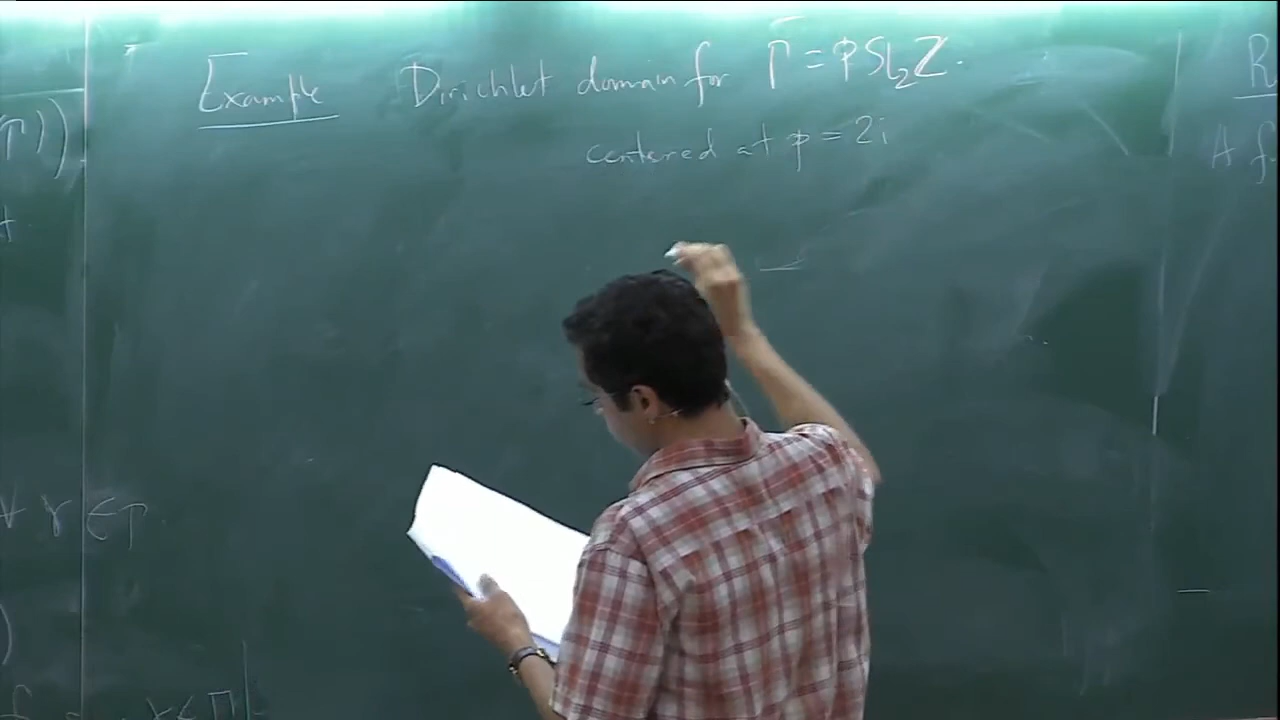 Example Dirichlet domain for Γ̅ = PSL₂Z.
centered at p = 2i
Γ))
R
A f
∀ γ ∈ Γ